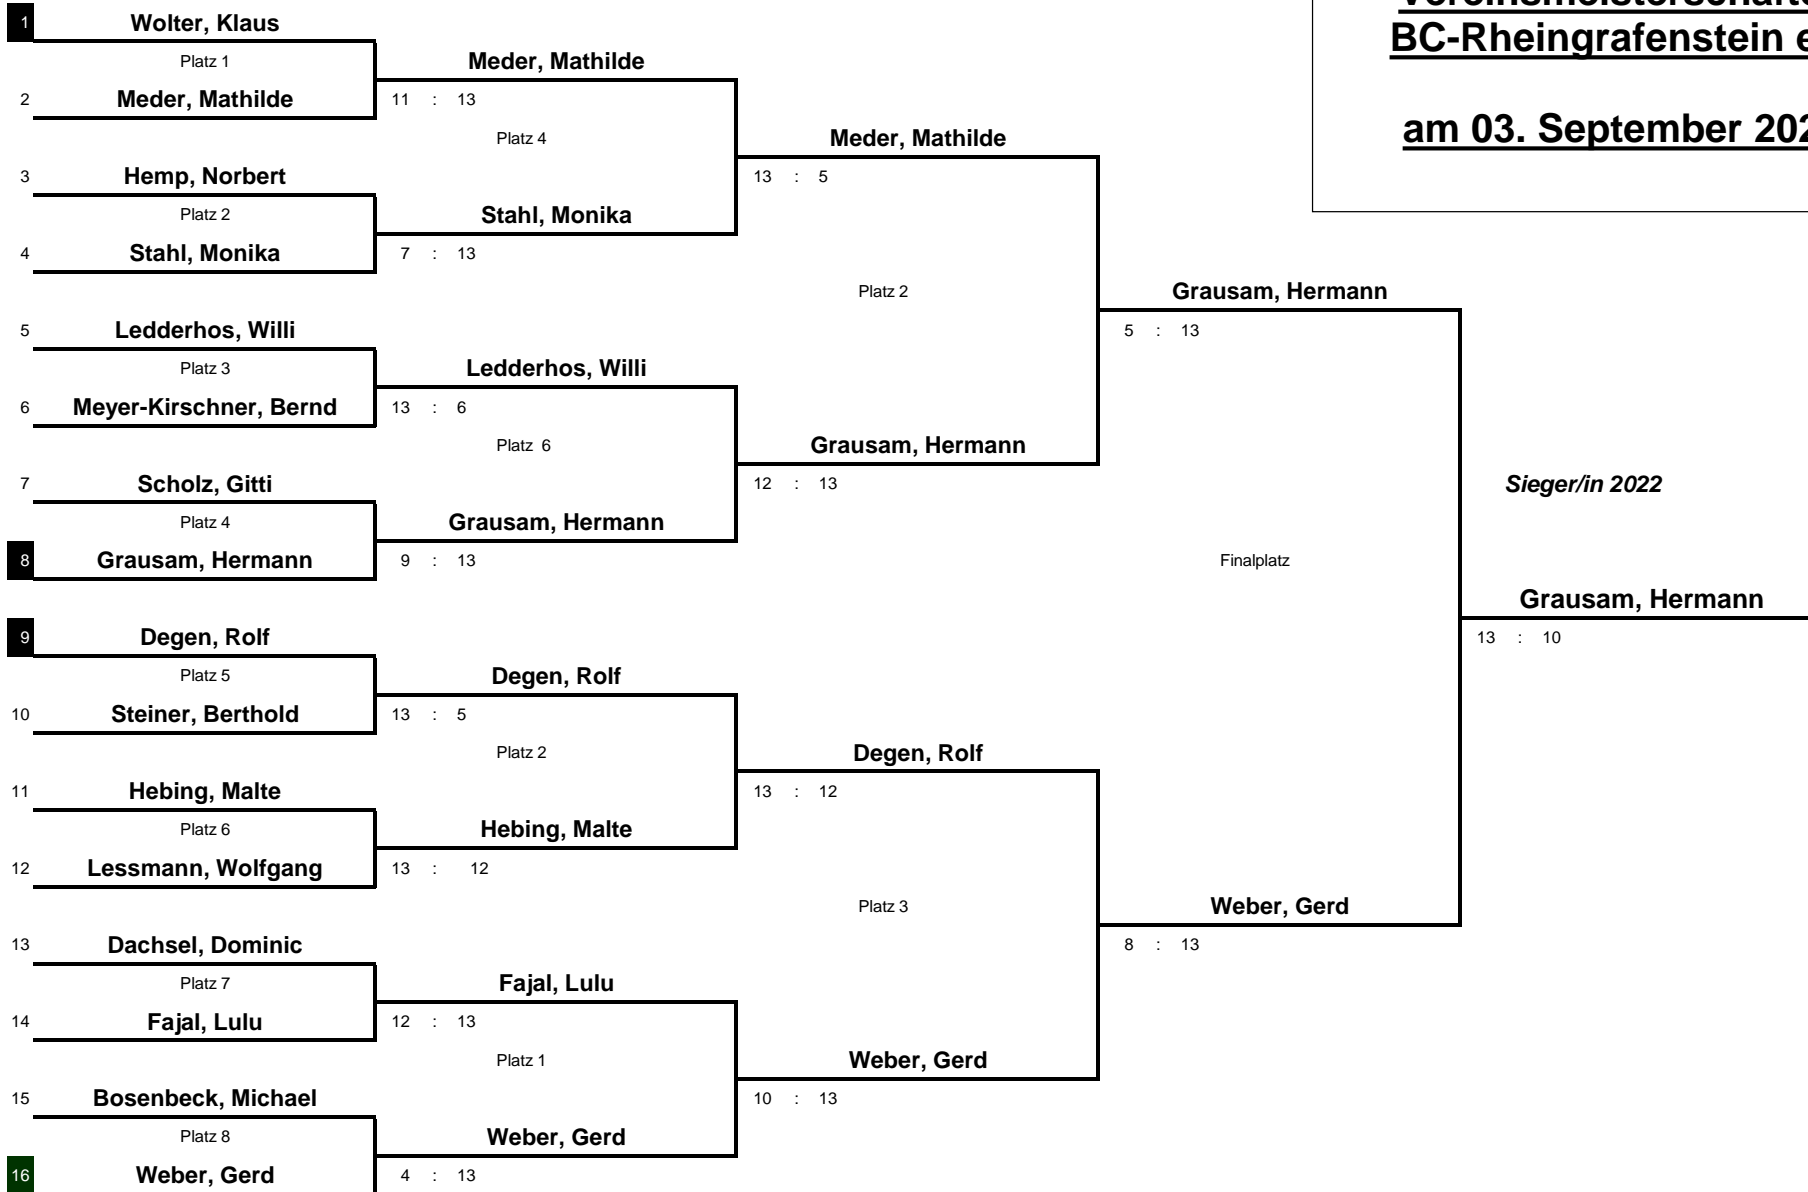 Vereinsmeisterschafte
BC-Rheingrafenstein e
am 03. September 202
1 Wolter, Klaus
Platz 1
Meder, Mathilde
2 Meder, Mathilde
11 : 13
Platz 4
Meder, Mathilde
3 Hemp, Norbert
13 : 5
Platz 2
Stahl, Monika
4 Stahl, Monika
7 : 13
Platz 2
Grausam, Hermann
5 Ledderhos, Willi
5 : 13
Platz 3
Ledderhos, Willi
6 Meyer-Kirschner, Bernd
13 : 6
Platz 6
Grausam, Hermann
7 Scholz, Gitti
12 : 13
Sieger/in 2022
Platz 4
Grausam, Hermann
8 Grausam, Hermann
9 : 13
Finalplatz
Grausam, Hermann
9 Degen, Rolf
13 : 10
Platz 5
Degen, Rolf
10 Steiner, Berthold
13 : 5
Platz 2
Degen, Rolf
11 Hebing, Malte
13 : 12
Platz 6
Hebing, Malte
12 Lessmann, Wolfgang
13 : 12
Platz 3
Weber, Gerd
13 Dachsel, Dominic
8 : 13
Platz 7
Fajal, Lulu
14 Fajal, Lulu
12 : 13
Platz 1
Weber, Gerd
15 Bosenbeck, Michael
10 : 13
Platz 8
Weber, Gerd
16 Weber, Gerd
4 : 13